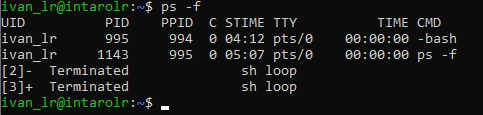 ivan_lr@intarolr:~$ ps -f
UID          PID    PPID  C STIME TTY          TIME CMD
ivan_lr      995     994  0 04:12 pts/0    00:00:00 -bash
ivan_lr     1143     995  0 05:07 pts/0    00:00:00 ps -f
[2]-  Terminated              sh loop
[3]+  Terminated              sh loop
ivan_lr@intarolr:~$